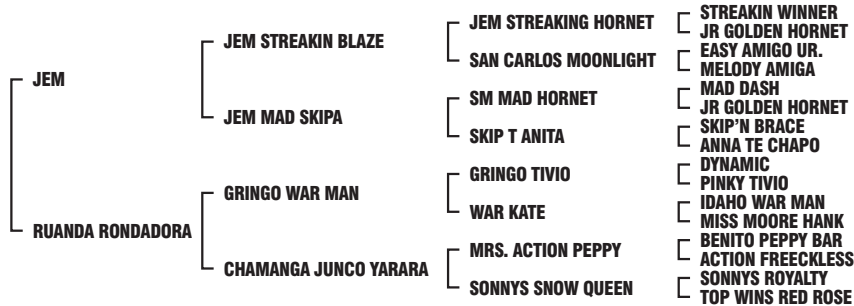 JEM
RUANDA RONDADORA
JEM STREAKIN BLAZE
JEM MAD SKIPA
GRINGO WAR MAN
CHAMANGA JUNCO YARARA
JEM STREAKING HORNET
SAN CARLOS MOONLIGHT
SM MAD HORNET
SKIP T ANITA
GRINGO TIVIO
WAR KATE
MRS. ACTION PEPPY
SONNYS SNOW QUEEN
STREAKIN WINNER
JR GOLDEN HORNET
EASY AMIGO UR.
MELODY AMIGA
MAD DASH
JR GOLDEN HORNET
SKIP'N BRACE
ANNA TE CHAPO
DYNAMIC
PINKY TIVIO
IDAHO WAR MAN
MISS MOORE HANK
BENITO PEPPY BAR
ACTION FREECKLESS
SONNYS ROYALTY
TOP WINS RED ROSE